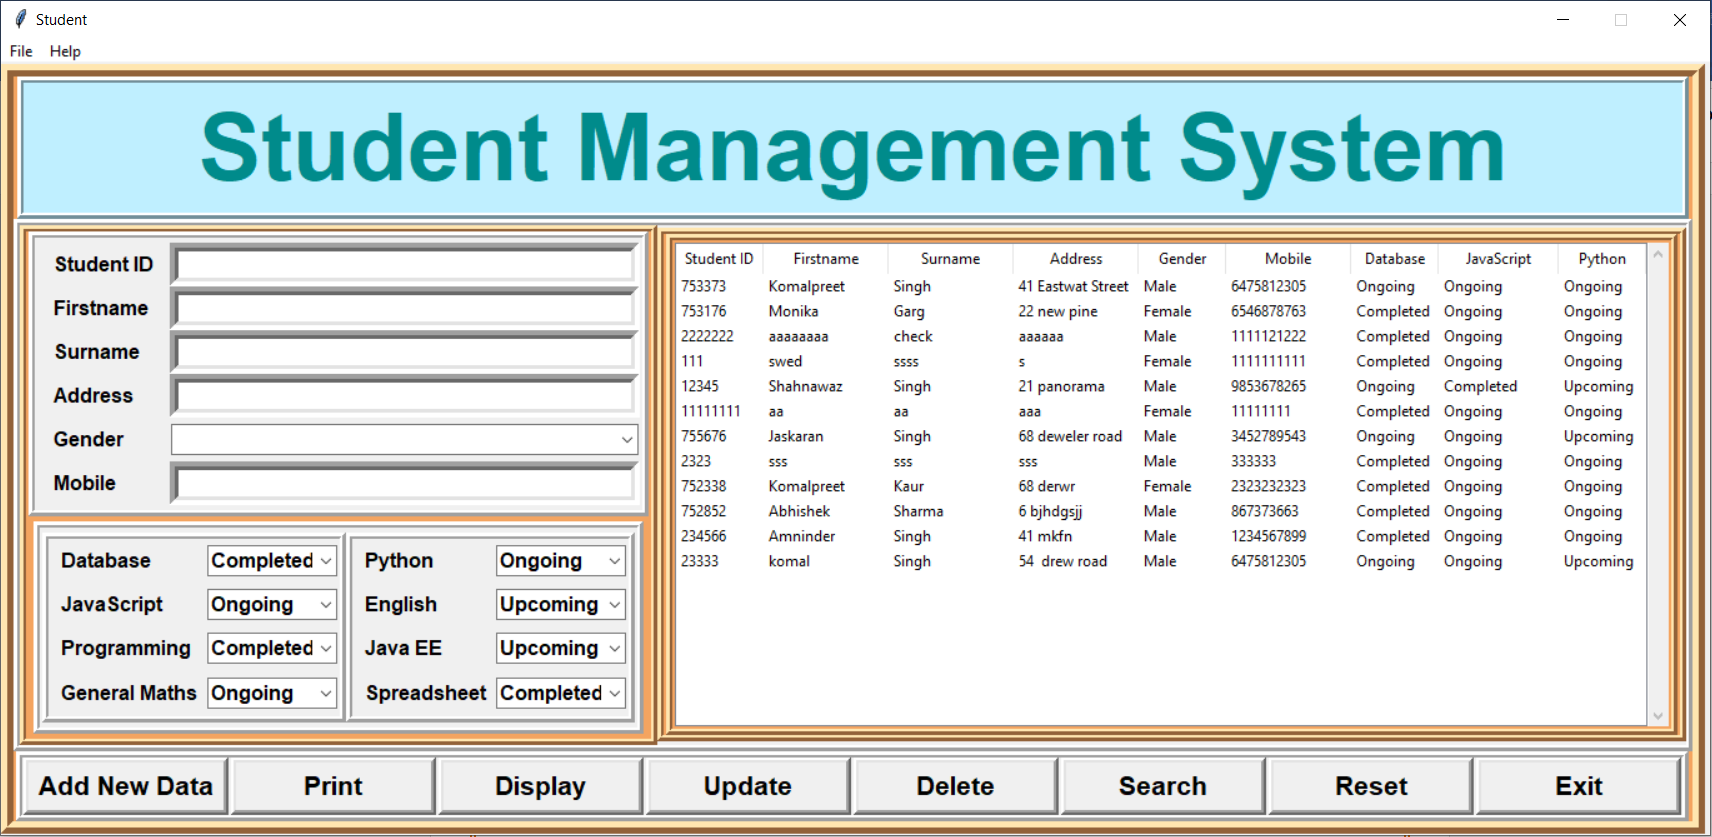 Student
File Help
Student Management System
Student ID
Firstname
Surname
Address
Gender
Mobile
Database Completed Python Ongoing
JavaScript Ongoing English Upcoming
Programming Completed Java EE Upcoming
General Maths Ongoing Spreadsheet Completed
Student ID Firstname Surname Address Gender Mobile Database JavaScript Python
753373 Komalpreet Singh 41 Eastwat Street Male 6475812305 Ongoing Ongoing Ongoing
753176 Monika Garg 22 new pine Female 6546878763 Completed Ongoing Ongoing
2222222 aaaaaaaa check aaaaaa Male 1111121222 Completed Ongoing Ongoing
111 swed ssss s Female 1111111111 Completed Ongoing Ongoing
12345 Shahnawaz Singh 21 panorama Male 9853678265 Ongoing Completed Upcoming
11111111 aa aa aaa Female 11111111 Completed Ongoing Ongoing
755676 Jaskaran Singh 68 deweler road Male 3452789543 Ongoing Ongoing Upcoming
2323 sss sss sss Male 333333 Completed Ongoing Ongoing
752338 Komalpreet Kaur 68 derwr Female 2323232323 Completed Ongoing Ongoing
752852 Abhishek Sharma 6 bjhdgsjj Male 867373663 Completed Ongoing Ongoing
234566 Amninder Singh 41 mkfn Male 1234567899 Completed Ongoing Ongoing
23333 komal Singh 54 drew road Male 6475812305 Ongoing Ongoing Upcoming
Add New Data Print Display Update Delete Search Reset Exit